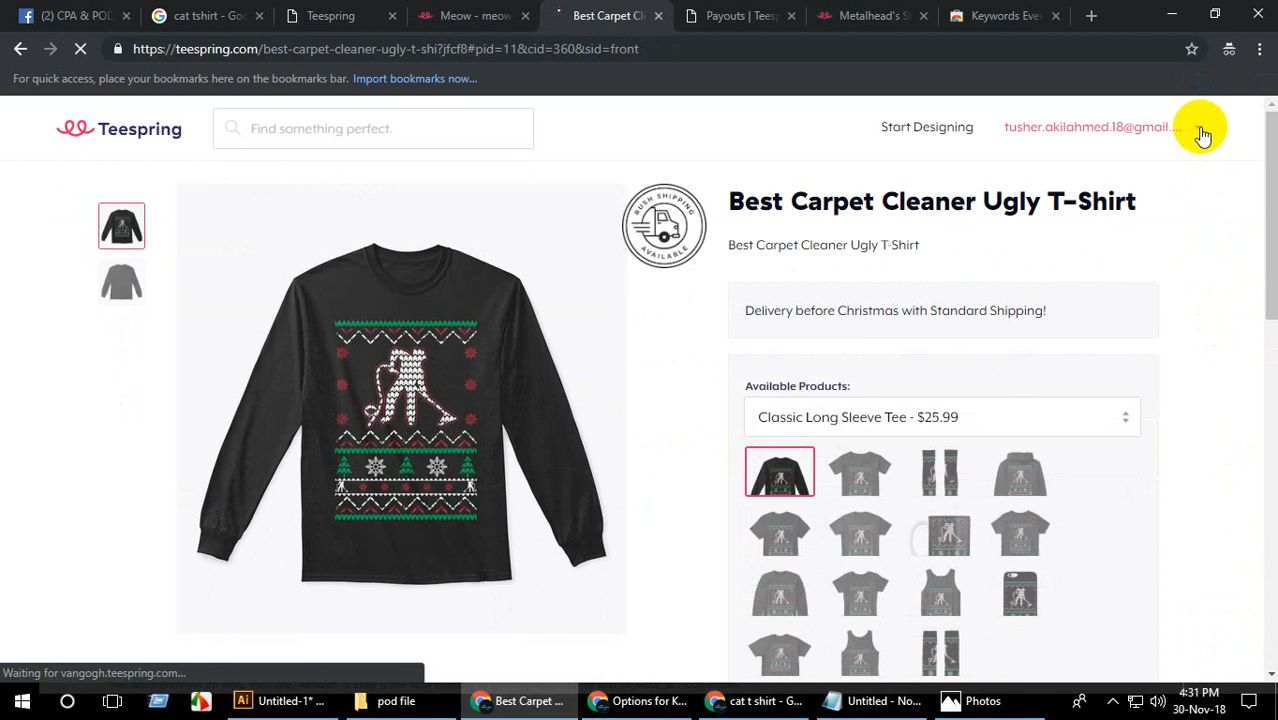 (2) CPA & POD
cat tshirt - Goo
Teespring
Meow - meow
Best Carpet Cl
Payouts | Tees
Metalhead's S
Keywords Ever
https://teespring.com/best-carpet-cleaner-ugly-t-shi?jfcf8#pid=11&cid=360&sid=front
For quick access, place your bookmarks here on the bookmarks bar. Import bookmarks now...
Teespring
Find something perfect.
Start Designing
tusher.akilahmed.18@gmail....
RUSH SHIPPING
AVAILABLE
Best Carpet Cleaner Ugly T-Shirt
Best Carpet Cleaner Ugly T-Shirt
Delivery before Christmas with Standard Shipping!
Available Products:
Classic Long Sleeve Tee - $25.99
Waiting for vangogh.teespring.com...
Untitled-1* ...
pod file
Best Carpet ...
Options for K...
cat t shirt - G...
Untitled - No...
Photos
4:31 PM
30-Nov-18